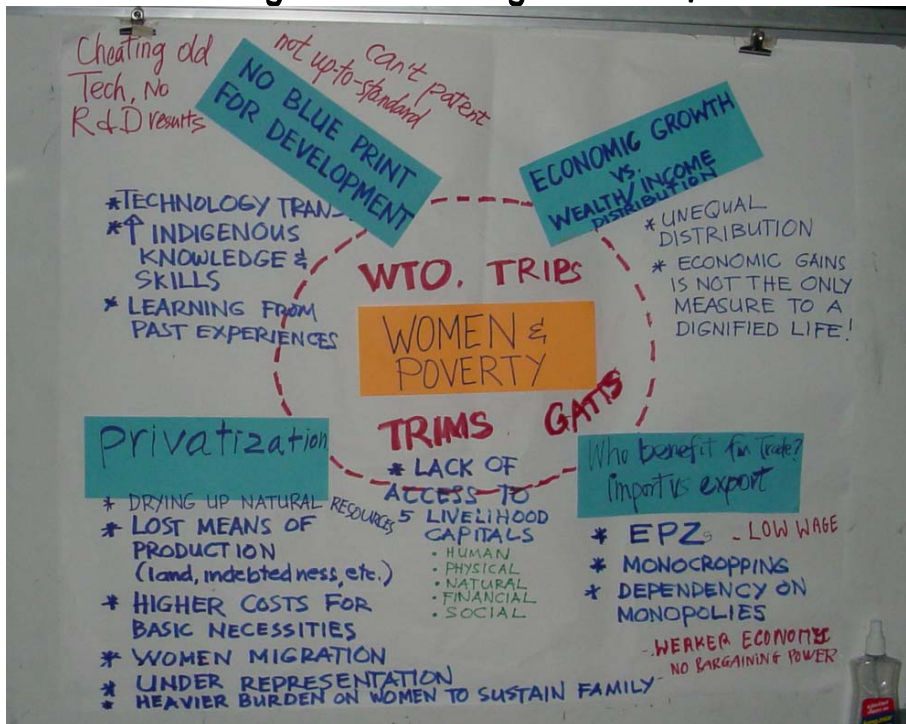 Cheating old
Tech, No
R & D results
not up-to-standard
can't patent
NO BLUE PRINT
FOR DEVELOPMENT
* TECHNOLOGY TRANS
* ↑ INDIGENOUS
KNOWLEDGE &
SKILLS
* LEARNING FROM
PAST EXPERIENCES
ECONOMIC GROWTH
VS.
WEALTH/INCOME
DISTRIBUTION
* UNEQUAL
DISTRIBUTION
* ECONOMIC GAINS
IS NOT THE ONLY
MEASURE TO A
DIGNIFIED LIFE!
WTO. TRIPS
WOMEN &
POVERTY
TRIMS. GATTS
Privatization
* DRYING UP NATURAL RESOURCES
* LOST MEANS OF
PRODUCTION
(land, indebtedness, etc.)
* HIGHER COSTS FOR
BASIC NECESSITIES
* WOMEN MIGRATION
* UNDER REPRESENTATION
* HEAVIER BURDEN ON WOMEN TO SUSTAIN FAMILY
* LACK OF
ACCESS TO
5 LIVELIHOOD
CAPITALS
• HUMAN
• PHYSICAL
• NATURAL
• FINANCIAL
• SOCIAL
Who benefit fm Trade?
import vs export
* EPZs - LOW WAGE
* MONOCROPPING
* DEPENDENCY ON
MONOPOLIES
- WEAKER ECONOMIE
NO BARGAINING POWER